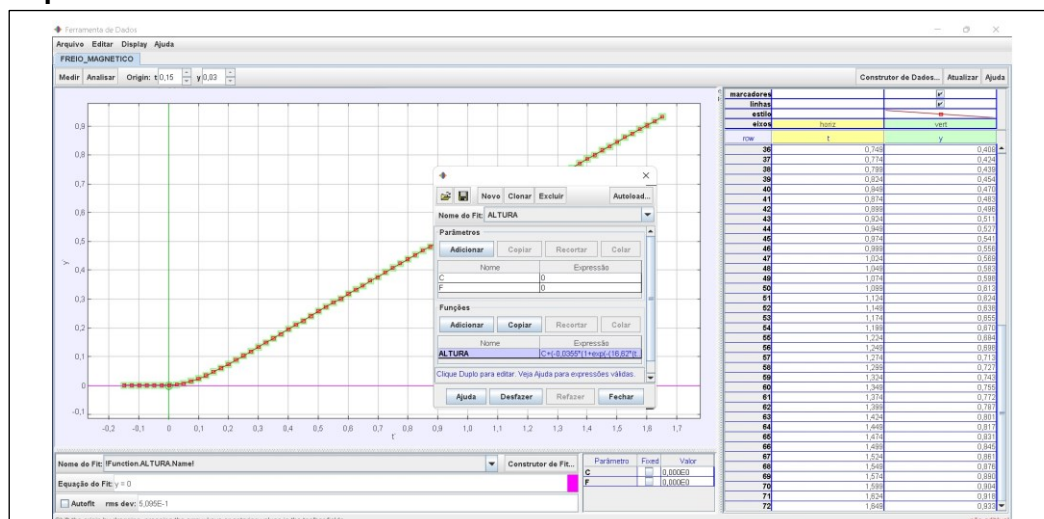 Ferramenta de Dados
Arquivo Editar Display Ajuda
FREIO_MAGNETICO
Medir Analisar Origin: t 0,15 y 0,03 Construtor de Dados... Atualizar Ajuda
marcadores
linhas
estilo
eixos horiz vert
row t y
36 0,749 0,408
37 0,774 0,424
38 0,799 0,439
39 0,824 0,454
40 0,849 0,470
41 0,874 0,483
42 0,899 0,496
43 0,924 0,511
44 0,949 0,527
45 0,974 0,541
46 0,999 0,556
47 1,024 0,569
48 1,049 0,583
49 1,074 0,598
50 1,099 0,613
51 1,124 0,624
52 1,149 0,636
53 1,174 0,655
54 1,199 0,670
55 1,224 0,684
56 1,249 0,698
57 1,274 0,713
58 1,299 0,727
59 1,324 0,743
60 1,349 0,755
61 1,374 0,772
62 1,399 0,787
63 1,424 0,801
64 1,449 0,817
65 1,474 0,831
66 1,499 0,845
67 1,524 0,861
68 1,549 0,876
69 1,574 0,890
70 1,599 0,904
71 1,624 0,918
72 1,649 0,933
0,9
0,8
0,7
0,6
0,5
0,4
0,3
0,2
0,1
0
-0,1
y
-0,2 -0,1 0 0,1 0,2 0,3 0,4 0,5 0,6 0,7 0,8 0,9 1,0 1,1 1,2 1,3 1,4 1,5 1,6 1,7
t
Novo Clonar Excluir Autoload...
Nome do Fit: ALTURA
Parâmetros
Adicionar Copiar Recortar Colar
Nome Expressão
C 0
F 0
Funções
Adicionar Copiar Recortar Colar
Nome Expressão
ALTURA C+(-0,0355*(1+exp(-(16,62*(t...
Clique Duplo para editar. Veja Ajuda para expressões válidas.
Ajuda Desfazer Refazer Fechar
Nome do Fit: !Function.ALTURA.Name! Construtor de Fit...
Equação do Fit: y = 0
Autofit rms dev: 5,095E-1
Parâmetro Fixed Valor
C 0,000E0
F 0,000E0